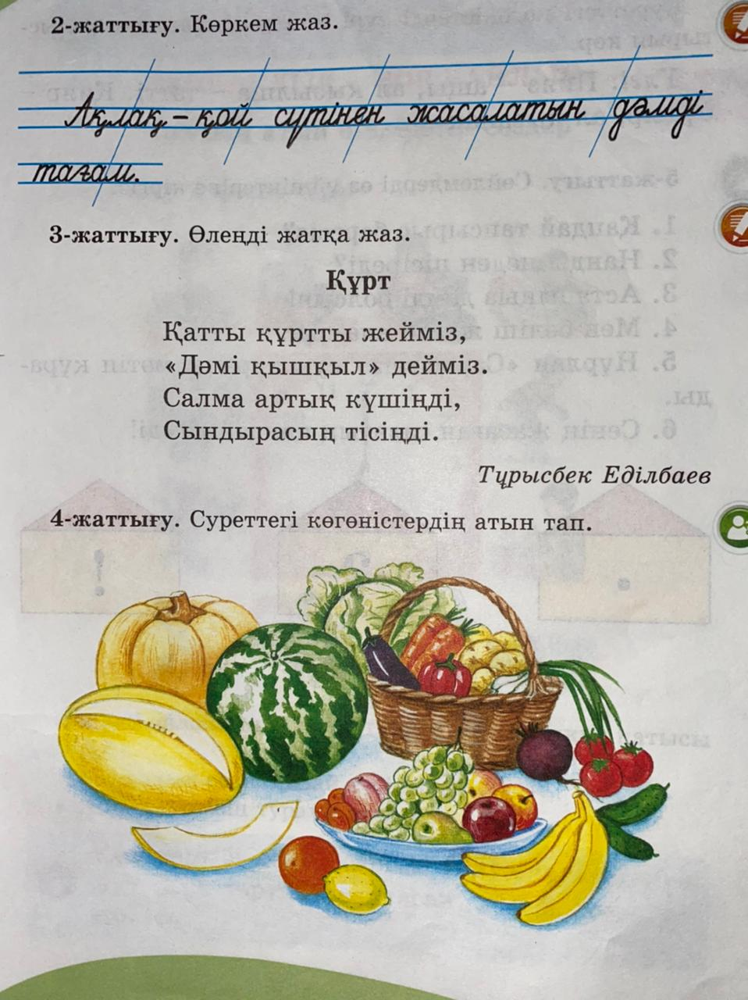 2-жаттығу. Көркем жаз.
Ақлақ – қой сүтінен жасалатын дәмді
тағам.
3-жаттығу. Өлеңді жатқа жаз.
Құрт
Қатты құртты жейміз,
«Дәмі қышқыл» дейміз.
Салма артық күшіңді,
Сындырасың тісіңді.
Тұрысбек Еділбаев
4-жаттығу. Суреттегі көгөністердің атын тап.